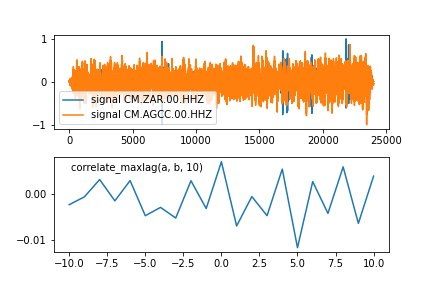 1
0
−1
signal CM.ZAR.00.HHZ
signal CM.AGCC.00.HHZ
0 5000 10000 15000 20000 25000
correlate_maxlag(a, b, 10)
0.00
−0.01
−10.0 −7.5 −5.0 −2.5 0.0 2.5 5.0 7.5 10.0